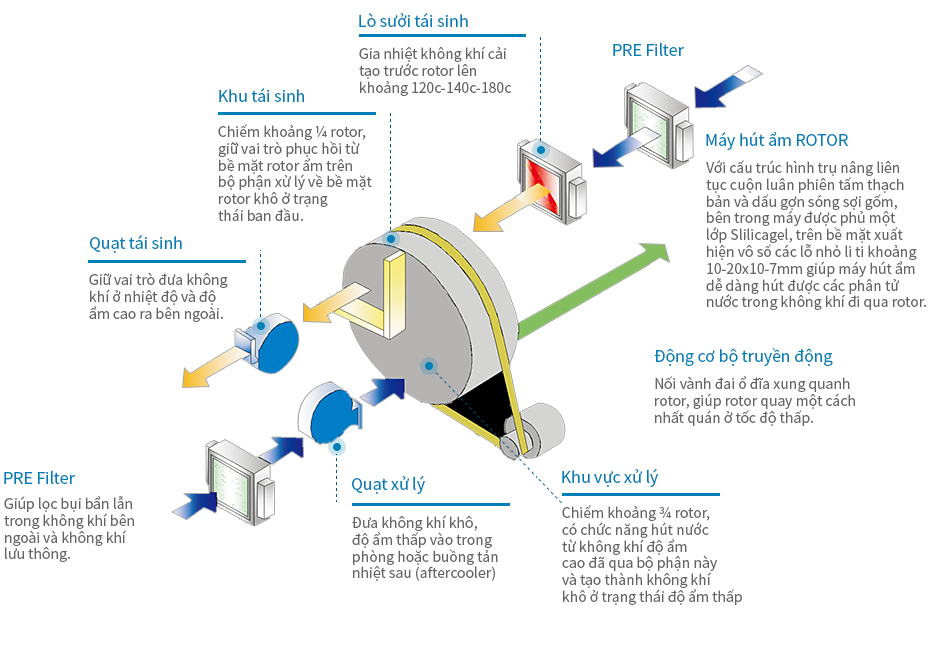 Lò sưởi tái sinh
Gia nhiệt không khí cải
tạo trước rotor lên
khoảng 120c-140c-180c
PRE Filter
Khu tái sinh
Chiếm khoảng ¼ rotor,
giữ vai trò phục hồi từ
bề mặt rotor ẩm trên
bộ phận xử lý về bề mặt
rotor khô ở trạng
thái ban đầu.
Máy hút ẩm ROTOR
Với cấu trúc hình trụ nâng liên
tục cuộn luân phiên tấm thạch
bản và dấu gợn sóng sợi gốm,
bên trong máy được phủ một
lớp Slilicagel, trên bề mặt xuất
hiện vô số các lỗ nhỏ li ti khoảng
10-20x10-7mm giúp máy hút ẩm
dễ dàng hút được các phân tử
nước trong không khí đi qua rotor.
Quạt tái sinh
Giữ vai trò đưa không
khí ở nhiệt độ và độ
ẩm cao ra bên ngoài.
Động cơ bộ truyền động
Nối vành đai ổ đĩa xung quanh
rotor, giúp rotor quay một cách
nhất quán ở tốc độ thấp.
PRE Filter
Giúp lọc bụi bẩn lẫn
trong không khí bên
ngoài và không khí
lưu thông.
Quạt xử lý
Đưa không khí khô,
độ ẩm thấp vào trong
phòng hoặc buồng tản
nhiệt sau (aftercooler)
Khu vực xử lý
Chiếm khoảng ¾ rotor,
có chức năng hút nước
từ không khí độ ẩm
cao đã qua bộ phận này
và tạo thành không khí
khô ở trạng thái độ ẩm thấp